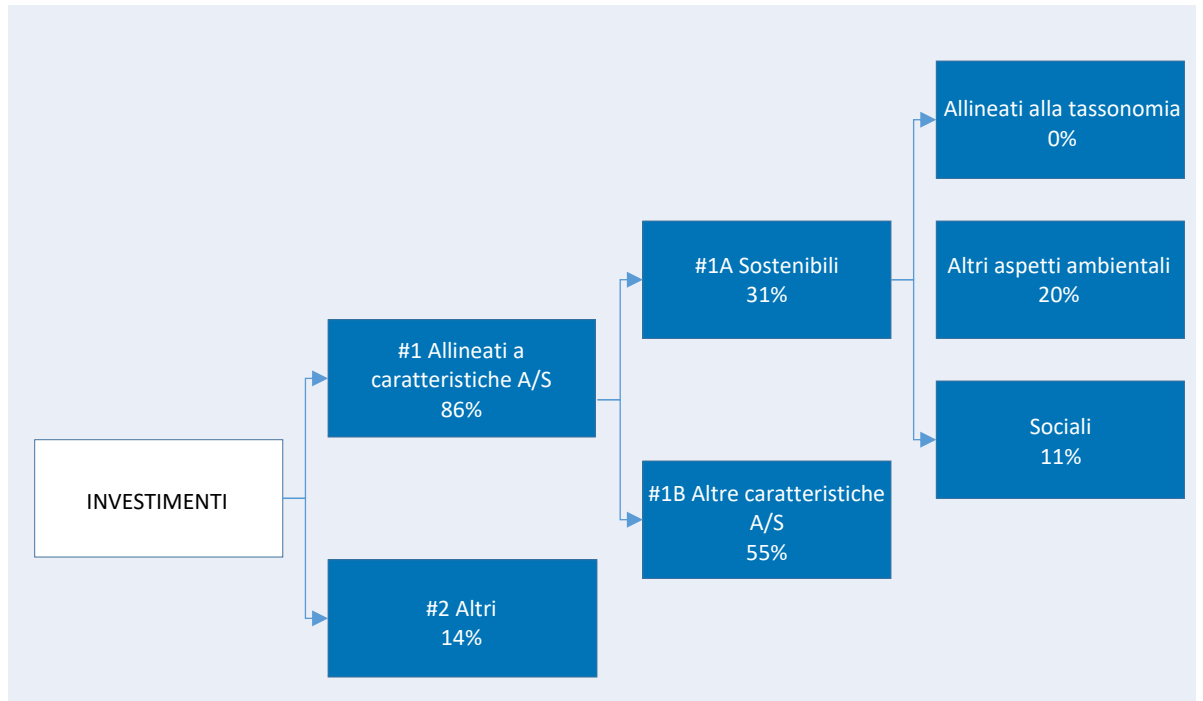 INVESTIMENTI
#1 Allineati a
caratteristiche A/S
86%
#2 Altri
14%
#1A Sostenibili
31%
#1B Altre caratteristiche
A/S
55%
Allineati alla tassonomia
0%
Altri aspetti ambientali
20%
Sociali
11%